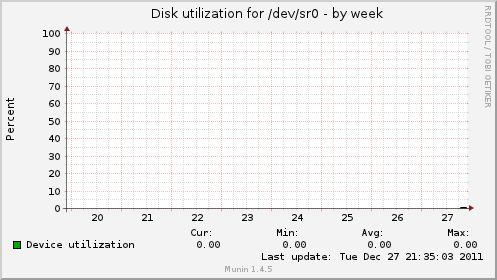 Disk utilization for /dev/sr0 - by week
RRDTOOL / TOBI OETIKER
Percent
100
90
80
70
60
50
40
30
20
10
0
20 21 22 23 24 25 26 27
Cur: Min: Avg: Max:
Device utilization 0.00 0.00 0.00 0.00
Last update: Tue Dec 27 21:35:03 2011
Munin 1.4.5